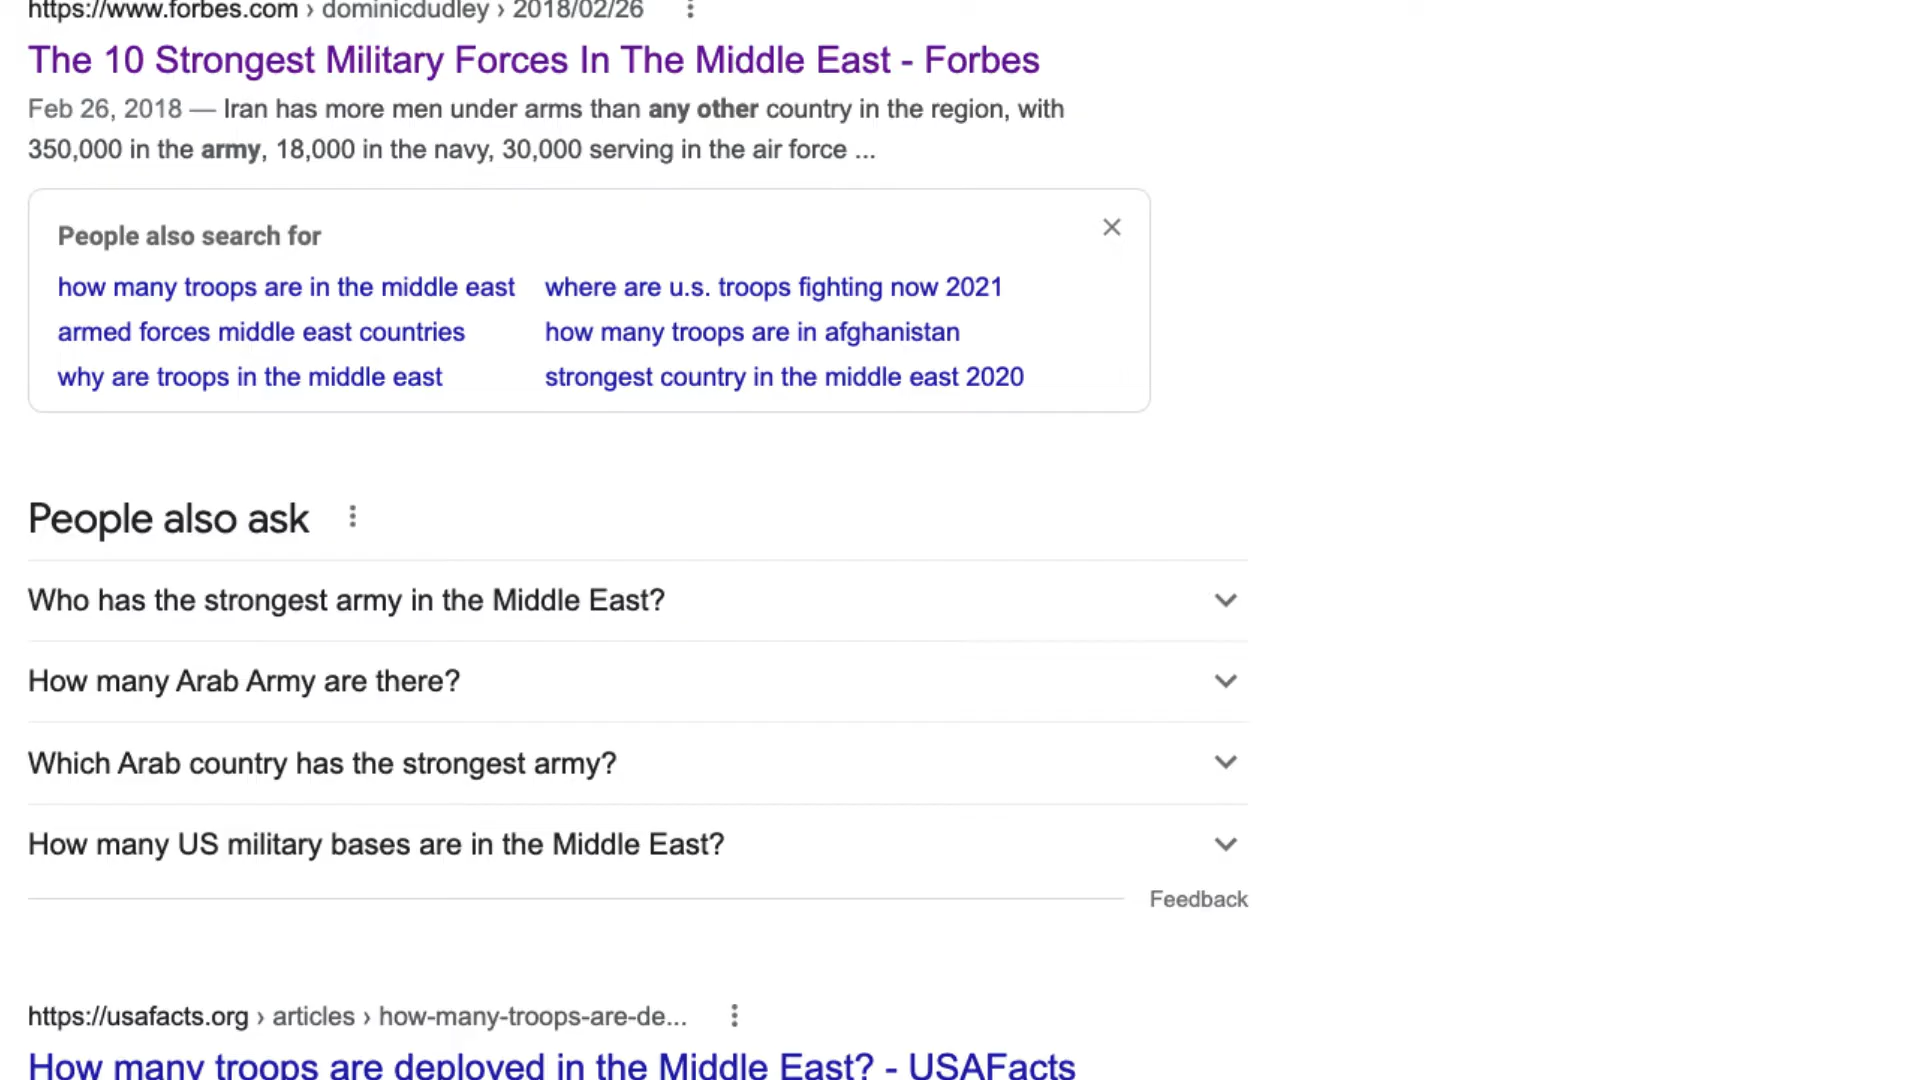 https://www.forbes.com › dominicdudley › 2018/02/26
The 10 Strongest Military Forces In The Middle East - Forbes
Feb 26, 2018 — Iran has more men under arms than any other country in the region, with
350,000 in the army, 18,000 in the navy, 30,000 serving in the air force ...
People also search for
how many troops are in the middle east
where are u.s. troops fighting now 2021
armed forces middle east countries
how many troops are in afghanistan
why are troops in the middle east
strongest country in the middle east 2020
People also ask
Who has the strongest army in the Middle East?
How many Arab Army are there?
Which Arab country has the strongest army?
How many US military bases are in the Middle East?
Feedback
https://usafacts.org › articles › how-many-troops-are-de...
How many troops are deployed in the Middle East? - USAFacts